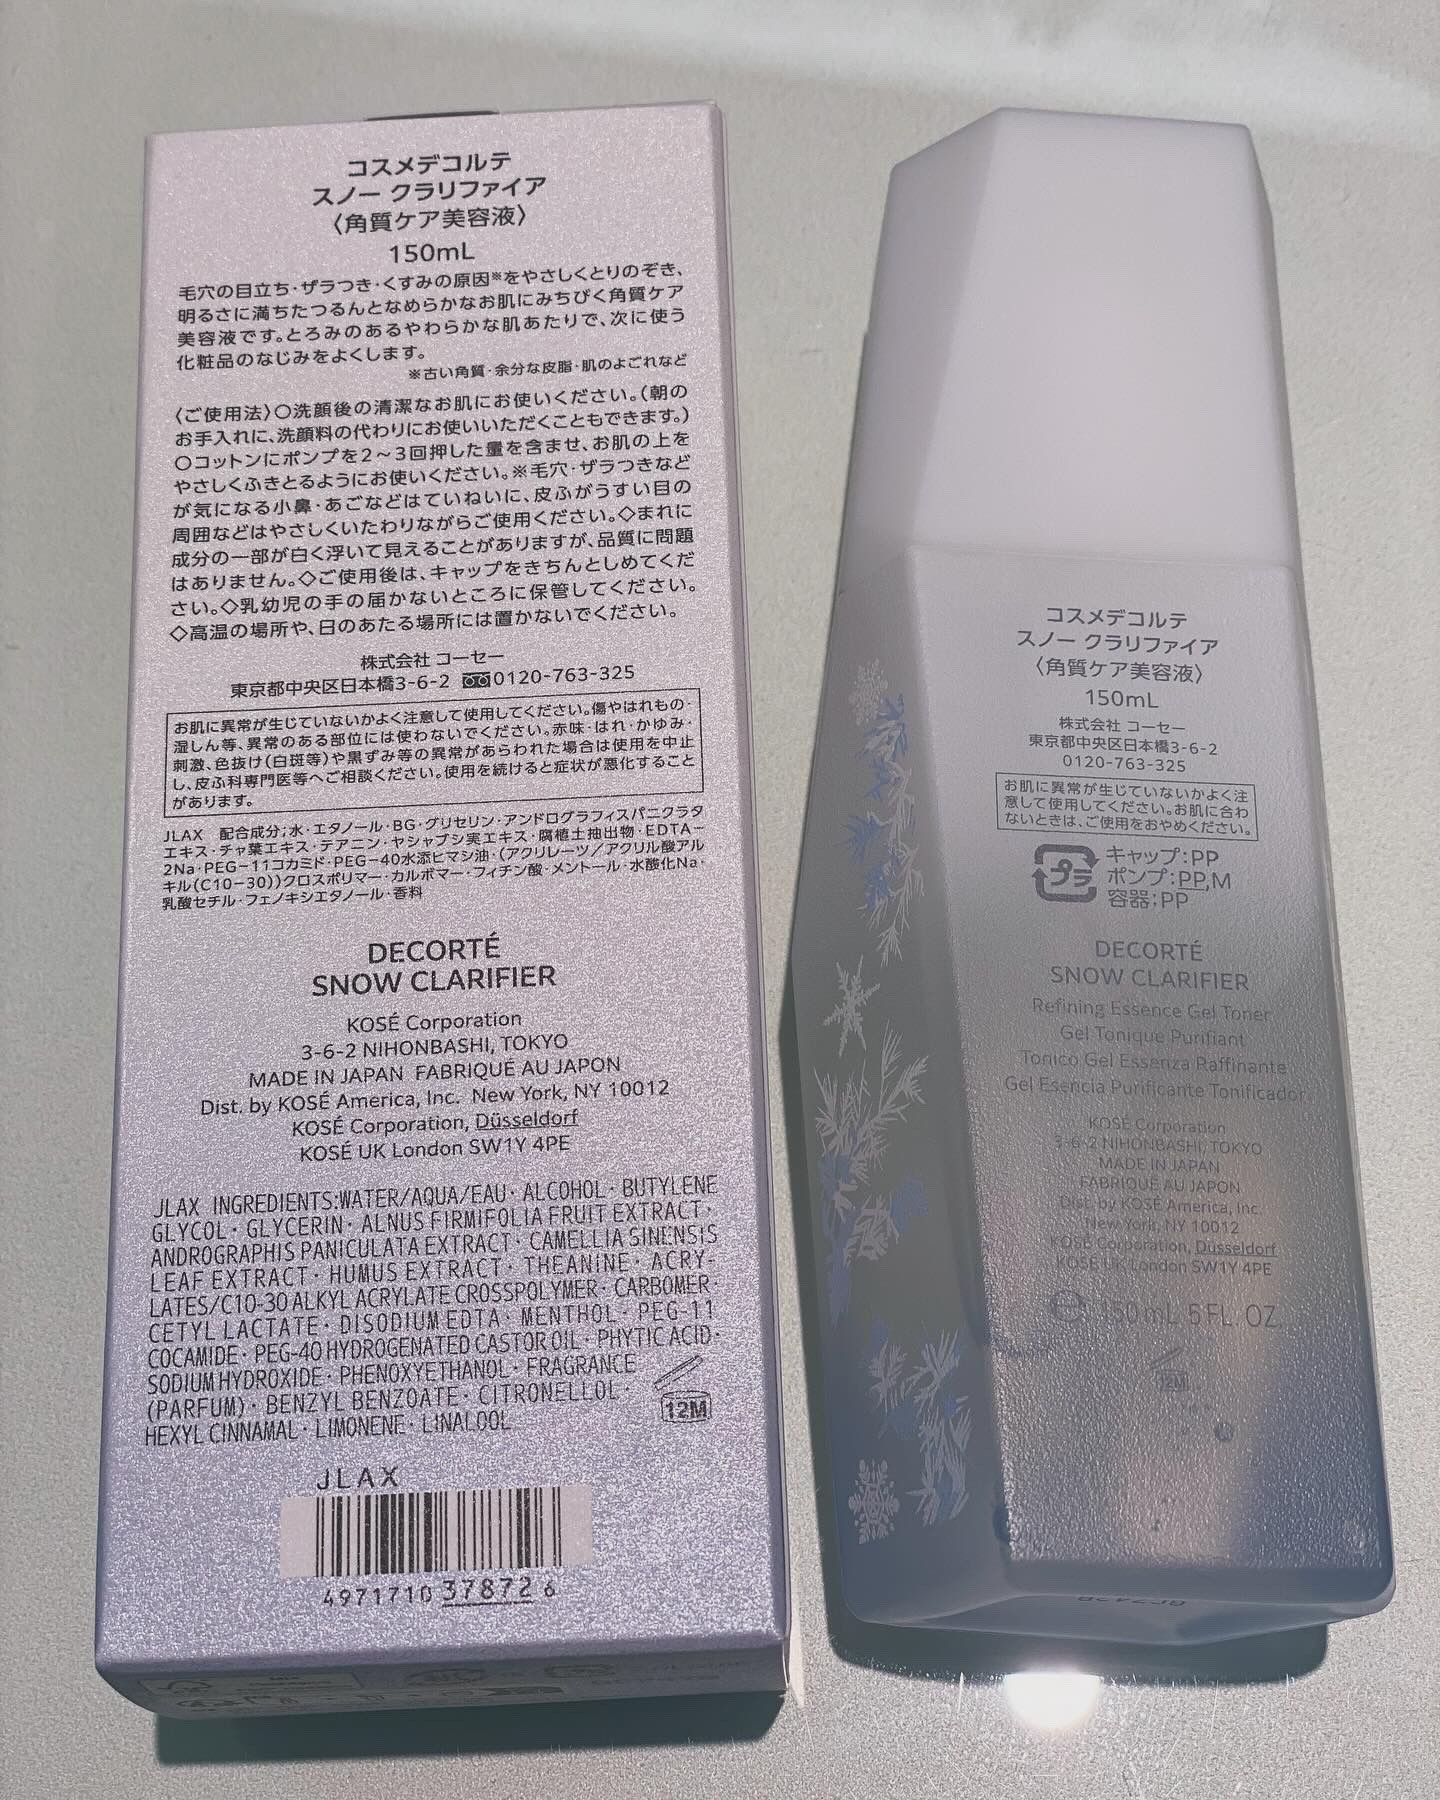 コスメデコルテ
スノー クラリファイア
〈角質ケア美容液〉
150mL
毛穴の目立ち・ザラつき・くすみの原因※をやさしくとりのぞき、
明るさに満ちたつるんとなめらかなお肌にみちびく角質ケア
美容液です。とろみのあるやわらかな肌あたりで、次に使う
化粧品のなじみをよくします。
※古い角質・余分な皮脂・肌のよごれなど
〈ご使用法〉○洗顔後の清潔なお肌にお使いください。(朝の
お手入れに、洗顔料の代わりにお使いいただくこともできます。)
○コットンにポンプを2～3回押した量を含ませ、お肌の上を
やさしくふきとるようにお使いください。※毛穴・ザラつきなど
が気になる小鼻・あごなどはていねいに、皮ふがうすい目の
周囲などはやさしくいたわりながらご使用ください。◇まれに
成分の一部が白く浮いて見えることがありますが、品質に問題
はありません。◇ご使用後は、キャップをきちんとしめてくだ
さい。◇乳幼児の手の届かないところに保管してください。
◇高温の場所や、日のあたる場所には置かないでください。
株式会社 コーセー
東京都中央区日本橋3-6-2 0120-763-325
お肌に異常が生じていないかよく注意して使用してください。傷やはれもの・
湿しん等、異常のある部位には使わないでください。赤味・はれ・かゆみ・
刺激、色抜け(白斑等)や黒ずみ等の異常があらわれた場合は使用を中止
し、皮ふ科専門医等へご相談ください。使用を続けると症状が悪化すること
があります。
JLAX 配合成分;水・エタノール・BG・グリセリン・アンドログラフィスパニクラタ
エキス・チャ葉エキス・テアニン・ヤシャブシ実エキス・腐植土抽出物・EDTA-
2Na・PEG-11コカミド・PEG-40水添ヒマシ油・(アクリレーツ/アクリル酸アル
キル(C10-30))クロスポリマー・カルボマー・フィチン酸・メントール・水酸化Na・
乳酸セチル・フェノキシエタノール・香料
DECORTÉ
SNOW CLARIFIER
KOSÉ Corporation
3-6-2 NIHONBASHI, TOKYO
MADE IN JAPAN FABRIQUÉ AU JAPON
Dist. by KOSÉ America, Inc. New York, NY 10012
KOSÉ Corporation, Düsseldorf
KOSÉ UK London SW1Y 4PE
JLAX INGREDIENTS:WATER/AQUA/EAU・ALCOHOL・BUTYLENE
GLYCOL・GLYCERIN・ALNUS FIRMIFOLIA FRUIT EXTRACT・
ANDROGRAPHIS PANICULATA EXTRACT・CAMELLIA SINENSIS
LEAF EXTRACT・HUMUS EXTRACT・THEANINE・ACRY-
LATES/C10-30 ALKYL ACRYLATE CROSSPOLYMER・CARBOMER・
CETYL LACTATE・DISODIUM EDTA・MENTHOL・PEG-11
COCAMIDE・PEG-40 HYDROGENATED CASTOR OIL・PHYTIC ACID・
SODIUM HYDROXIDE・PHENOXYETHANOL・FRAGRANCE
(PARFUM)・BENZYL BENZOATE・CITRONELLOL・
HEXYL CINNAMAL・LIMONENE・LINALOOL
12M
JLAX
4971710 37872 6
コスメデコルテ
スノー クラリファイア
〈角質ケア美容液〉
150mL
株式会社 コーセー
東京都中央区日本橋3-6-2
0120-763-325
お肌に異常が生じていないかよく注
意して使用してください。お肌に合わ
ないときは、ご使用をおやめください。
プラ
キャップ:PP
ポンプ:PP,M
容器:PP
DECORTÉ
SNOW CLARIFIER
Refining Essence Gel Toner
Gel Tonique Purifiant
Tonico Gel Essenza Raffinante
Gel Esencia Purificante Tonificador
KOSÉ Corporation
3-6-2 NIHONBASHI, TOKYO
MADE IN JAPAN
FABRIQUÉ AU JAPON
Dist. by KOSÉ America, Inc.
New York, NY 10012
KOSÉ Corporation, Düsseldorf
KOSÉ UK London SW1Y 4PE
e 150mL 5 FL. OZ.
12M